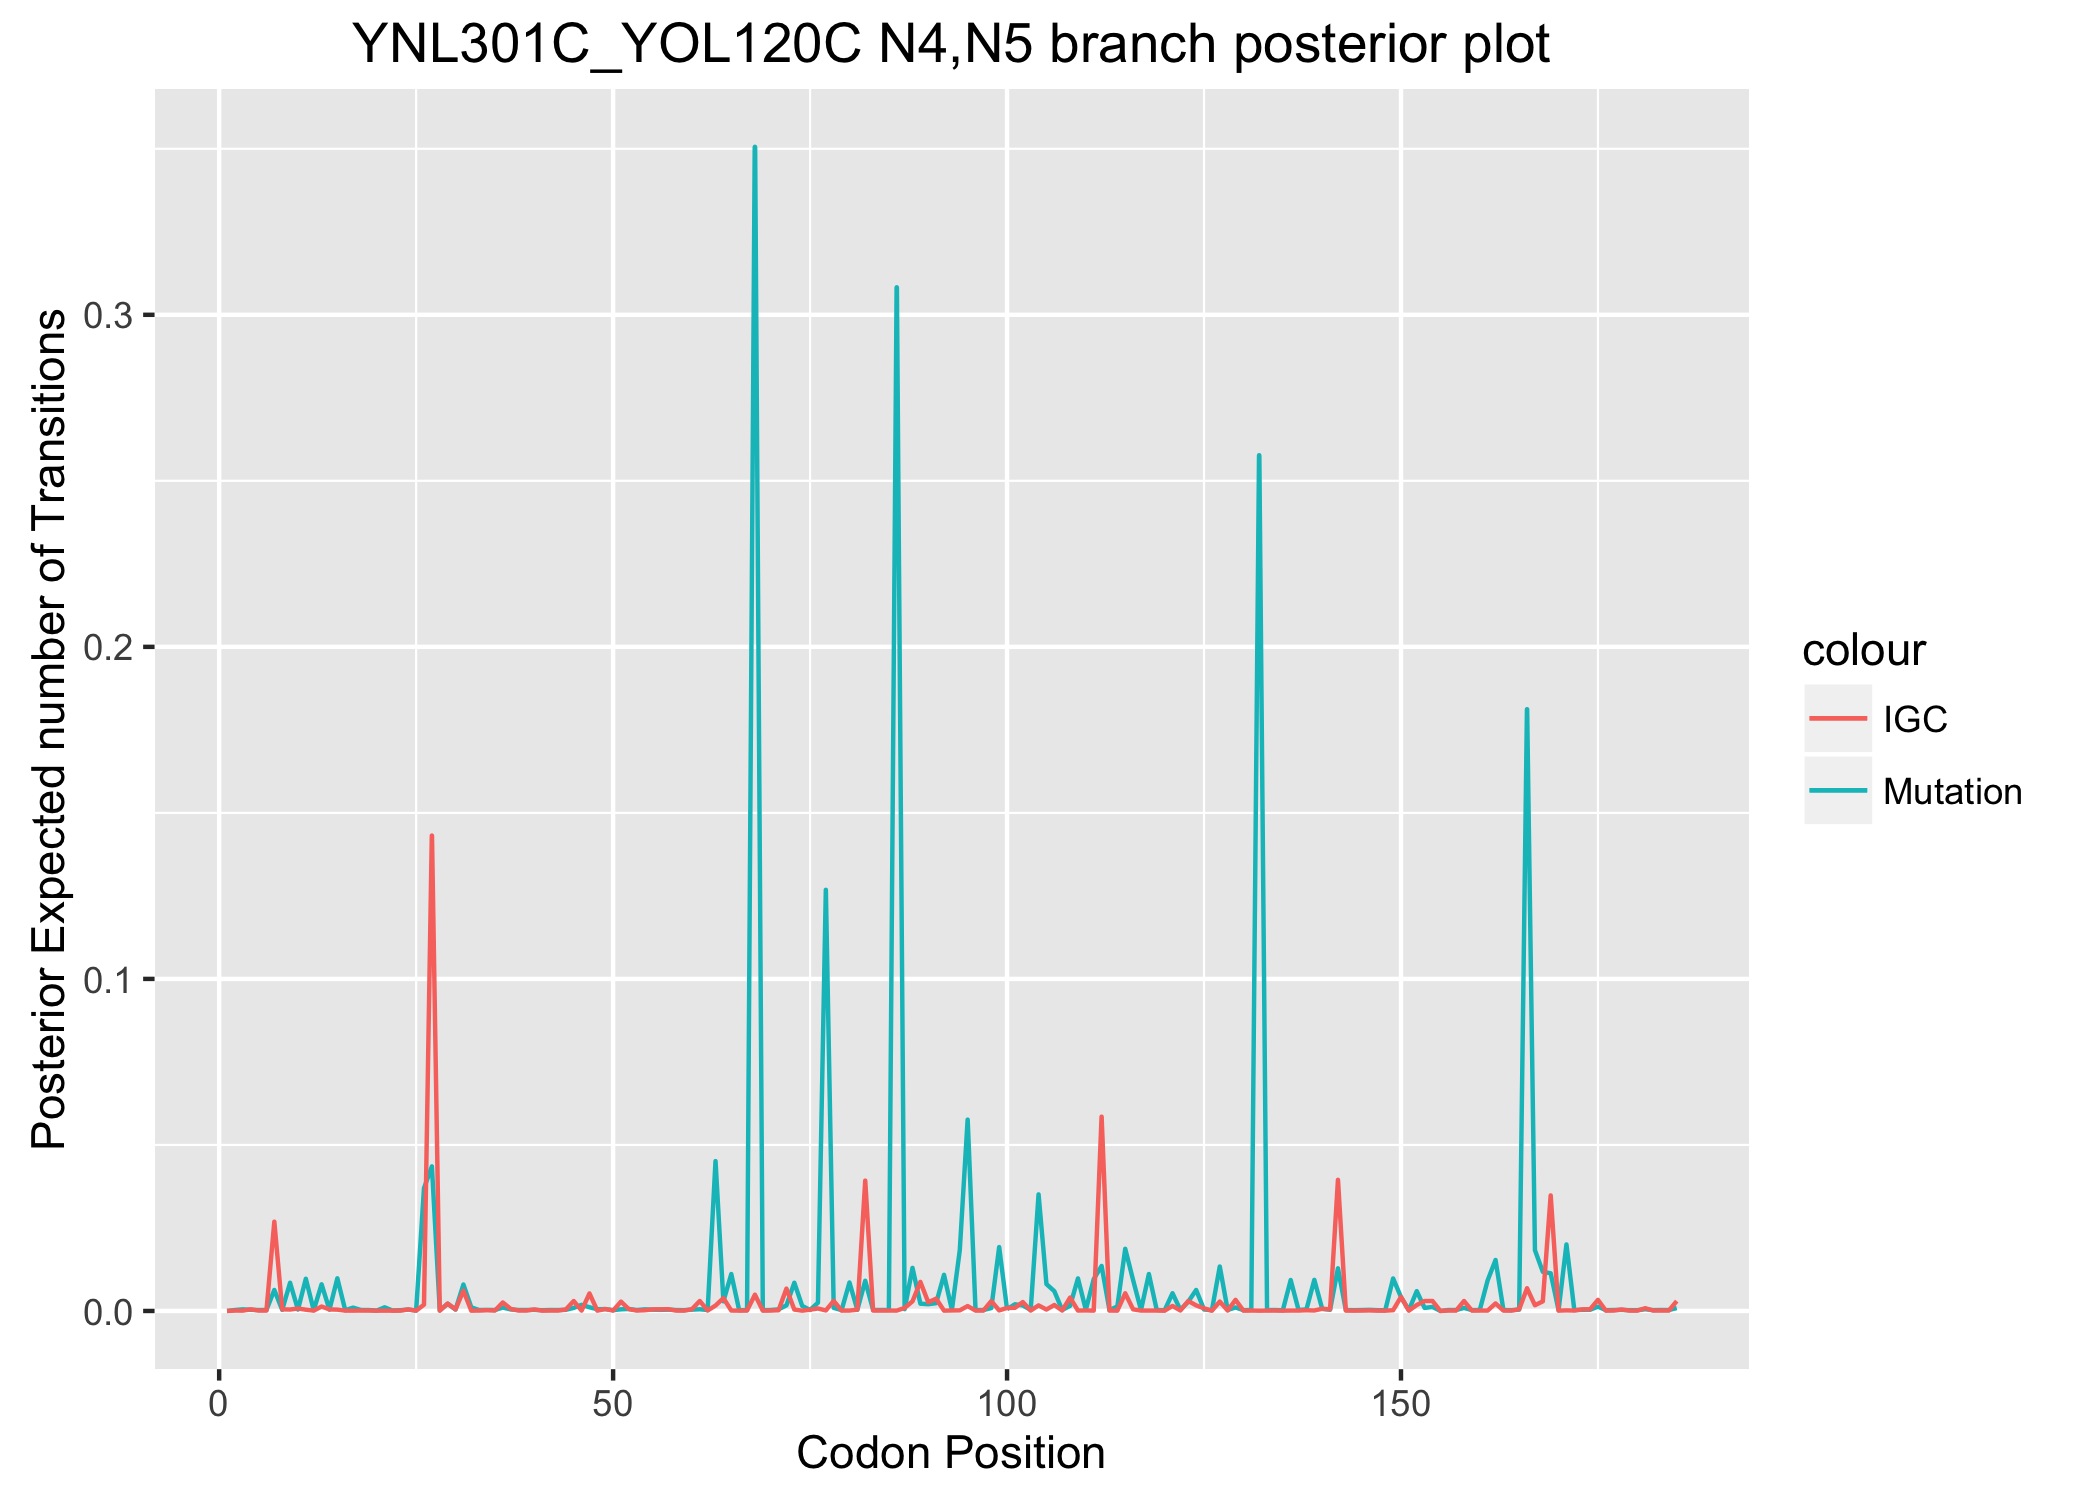 YNL301C_YOL120C N4,N5 branch posterior plot
Posterior Expected number of Transitions
0.3
0.2
0.1
0.0
0
50
100
150
Codon Position
colour
IGC
Mutation